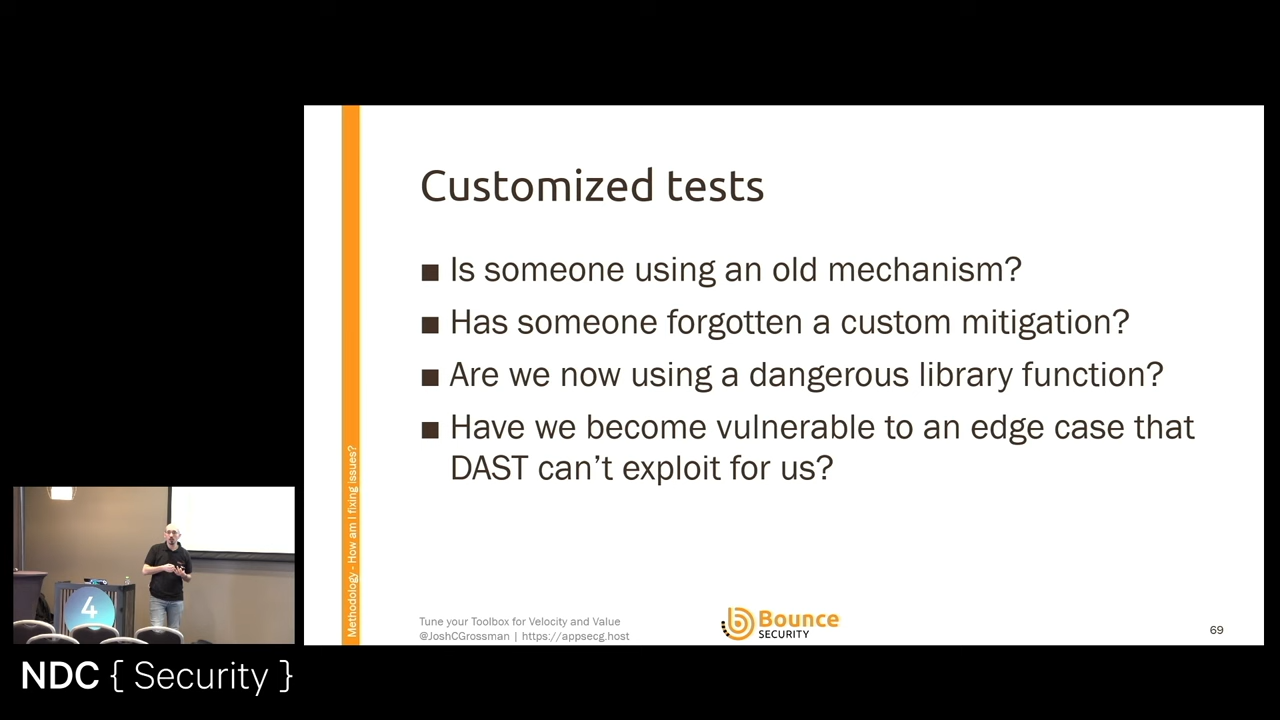 Customized tests
■ Is someone using an old mechanism?
■ Has someone forgotten a custom mitigation?
■ Are we now using a dangerous library function?
■ Have we become vulnerable to an edge case that
DAST can’t exploit for us?
Methodology - How am I fixing issues?
Tune your Toolbox for Velocity and Value
@JoshCGrossman | https://appsecg.host
Bounce
SECURITY
69
4
NDC { Security }